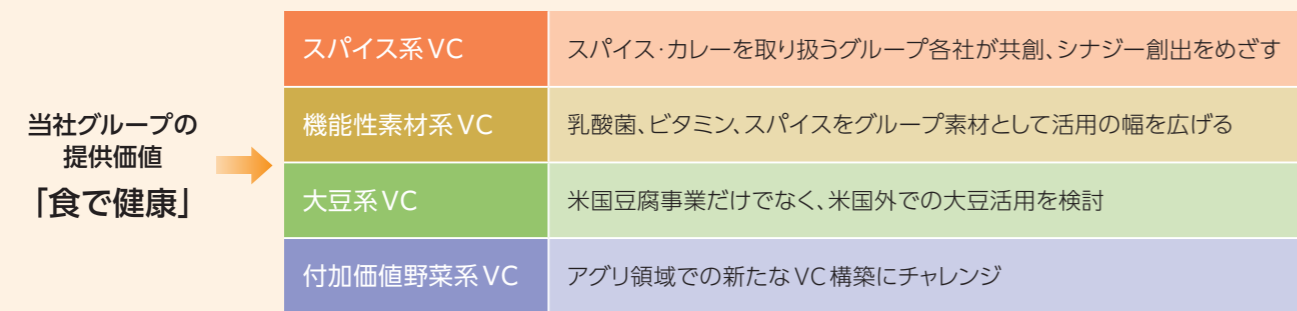 当社グループの
提供価値
「食で健康」
スパイス系VC
スパイス・カレーを取り扱うグループ各社が共創、シナジー創出をめざす
機能性素材系VC
乳酸菌、ビタミン、スパイスをグループ素材として活用の幅を広げる
大豆系VC
米国豆腐事業だけでなく、米国外での大豆活用を検討
付加価値野菜系VC
アグリ領域での新たなVC構築にチャレンジ